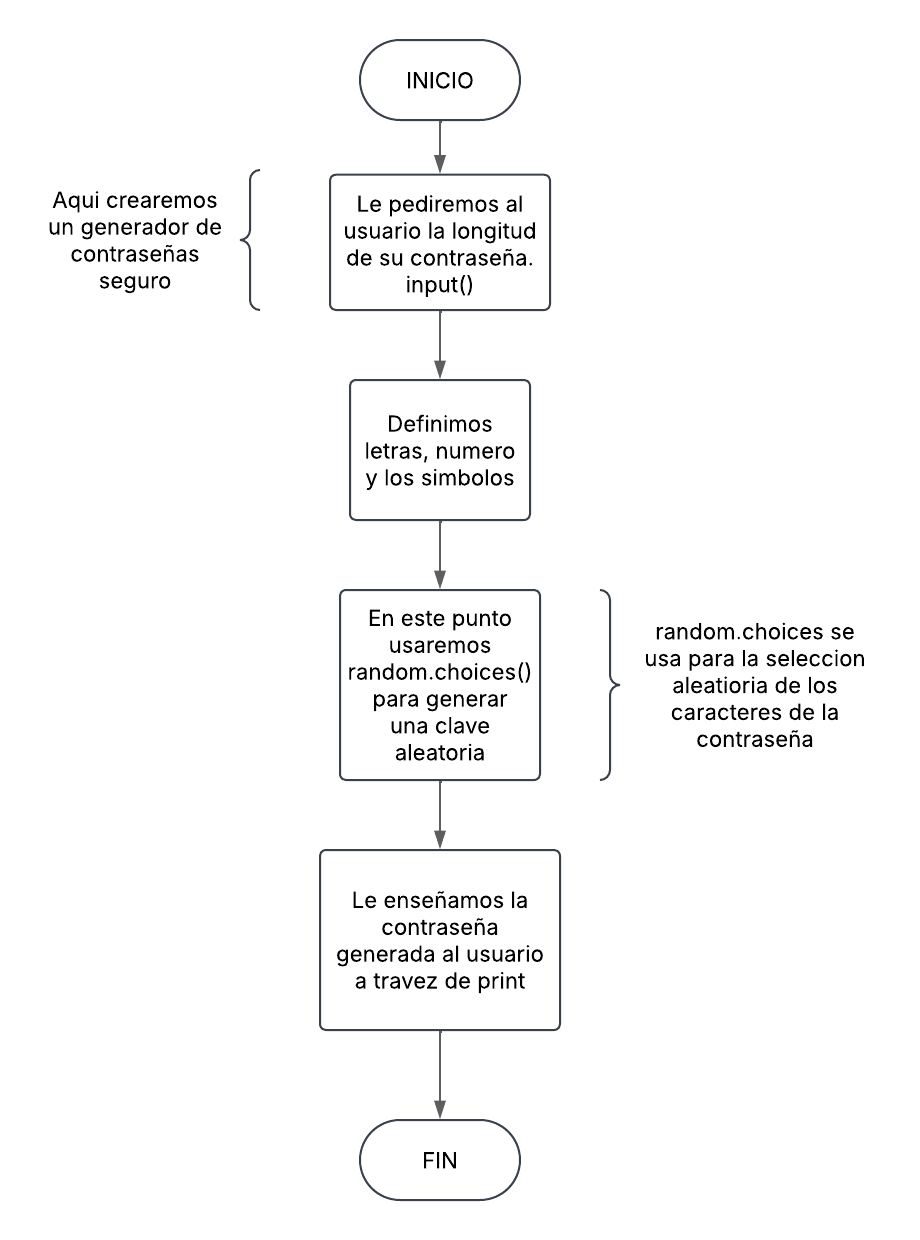 INICIO
Aqui crearemos
un generador de
contraseñas
seguro
Le pediremos al
usuario la longitud
de su contraseña.
input()
Definimos
letras, numero
y los simbolos
En este punto
usaremos
random.choices()
para generar
una clave
aleatoria
random.choices se
usa para la seleccion
aleatioria de los
caracteres de la
contraseña
Le enseñamos la
contraseña
generada al usuario
a travez de print
FIN